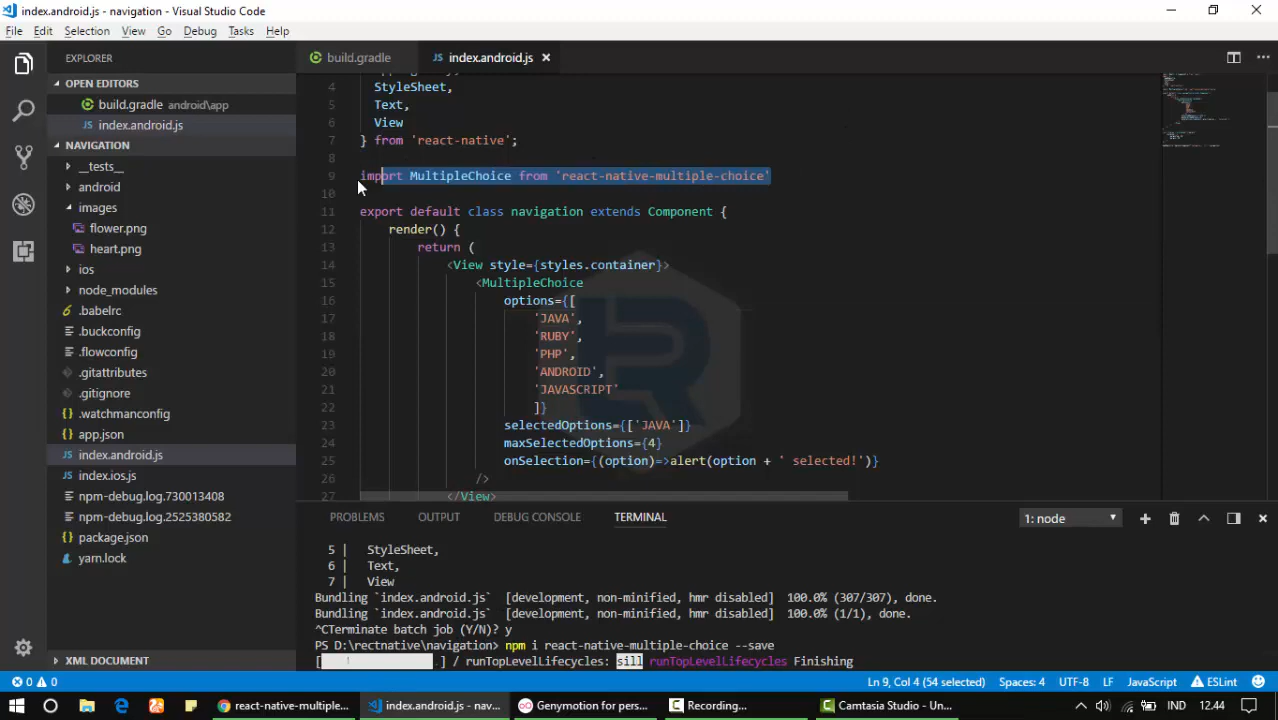 index.android.js - navigation - Visual Studio Code
File Edit Selection View Go Debug Tasks Help
EXPLORER
build.gradle
JS index.android.js
OPEN EDITORS
build.gradle android\app
JS index.android.js
NAVIGATION
__tests__
android
images
flower.png
heart.png
ios
node_modules
.babelrc
.buckconfig
.flowconfig
.gitattributes
.gitignore
.watchmanconfig
{} app.json
JS index.android.js
JS index.ios.js
npm-debug.log.730013408
npm-debug.log.2525380582
{} package.json
yarn.lock
XML DOCUMENT
4 StyleSheet,
5 Text,
6 View
7 } from 'react-native';
8
9 import MultipleChoice from 'react-native-multiple-choice'
10
11 export default class navigation extends Component {
12 render() {
13 return (
14 <View style={styles.container}>
15 <MultipleChoice
16 options={[
17 'JAVA',
18 'RUBY',
19 'PHP',
20 'ANDROID',
21 'JAVASCRIPT'
22 ]}
23 selectedOptions={['JAVA']}
24 maxSelectedOptions={4}
25 onSelection={(option)=>alert(option + ' selected!')}
26 />
27 </View>
PROBLEMS OUTPUT DEBUG CONSOLE TERMINAL
1: node
5 | StyleSheet,
6 | Text,
7 | View
Bundling `index.android.js` [development, non-minified, hmr disabled] 100.0% (307/307), done.
Bundling `index.android.js` [development, non-minified, hmr disabled] 100.0% (1/1), done.
^CTerminate batch job (Y/N)? y
PS D:\rectnative\navigation> npm i react-native-multiple-choice --save
[ .] / runTopLevelLifecycles: sill runTopLevelLifecycles Finishing
0 0
Ln 9, Col 4 (54 selected) Spaces: 4 UTF-8 LF JavaScript ESLint
react-native-multiple...
index.android.js - nav...
Genymotion for pers...
Recording...
Camtasia Studio - Un...
IND
12.44